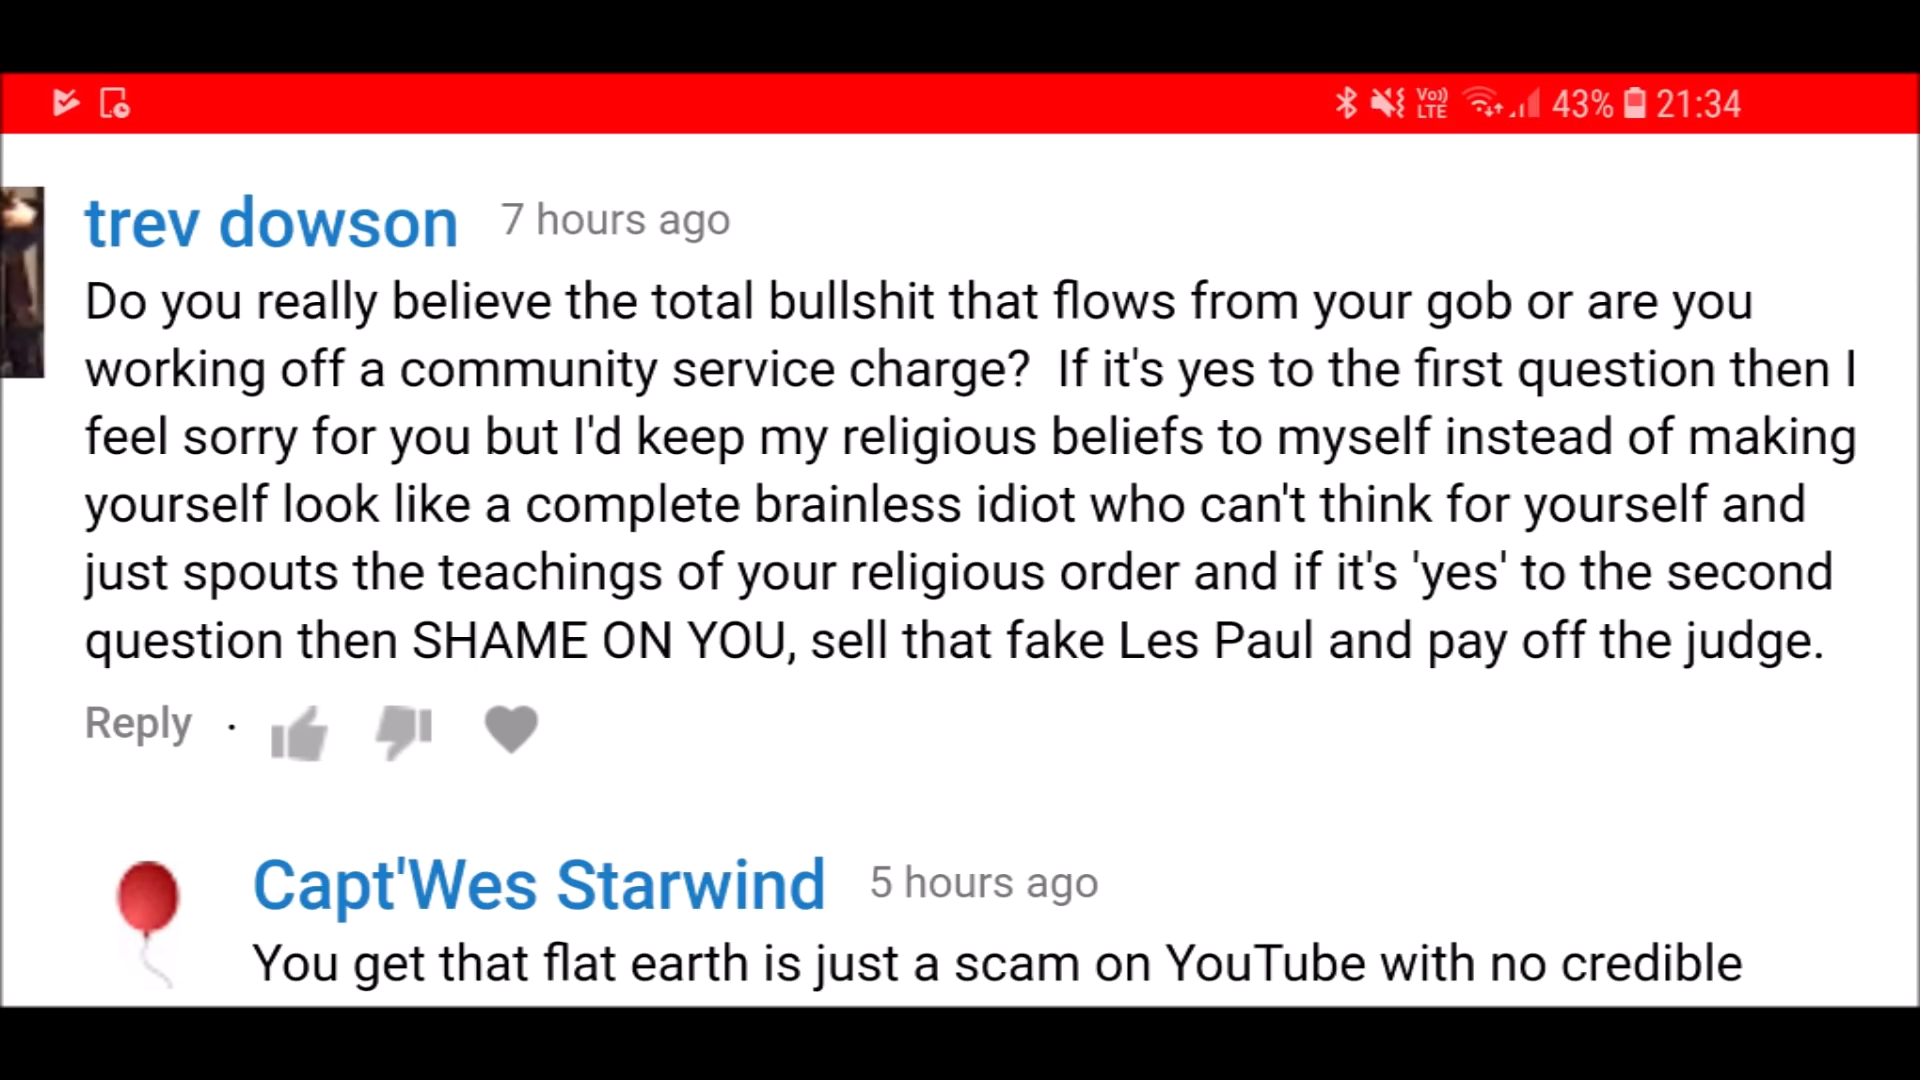 Vo))
LTE
43%
21:34
trev dowson 7 hours ago
Do you really believe the total bullshit that flows from your gob or are you
working off a community service charge?  If it's yes to the first question then I
feel sorry for you but I'd keep my religious beliefs to myself instead of making
yourself look like a complete brainless idiot who can't think for yourself and
just spouts the teachings of your religious order and if it's 'yes' to the second
question then SHAME ON YOU, sell that fake Les Paul and pay off the judge.
Reply ·
Capt'Wes Starwind 5 hours ago
You get that flat earth is just a scam on YouTube with no credible